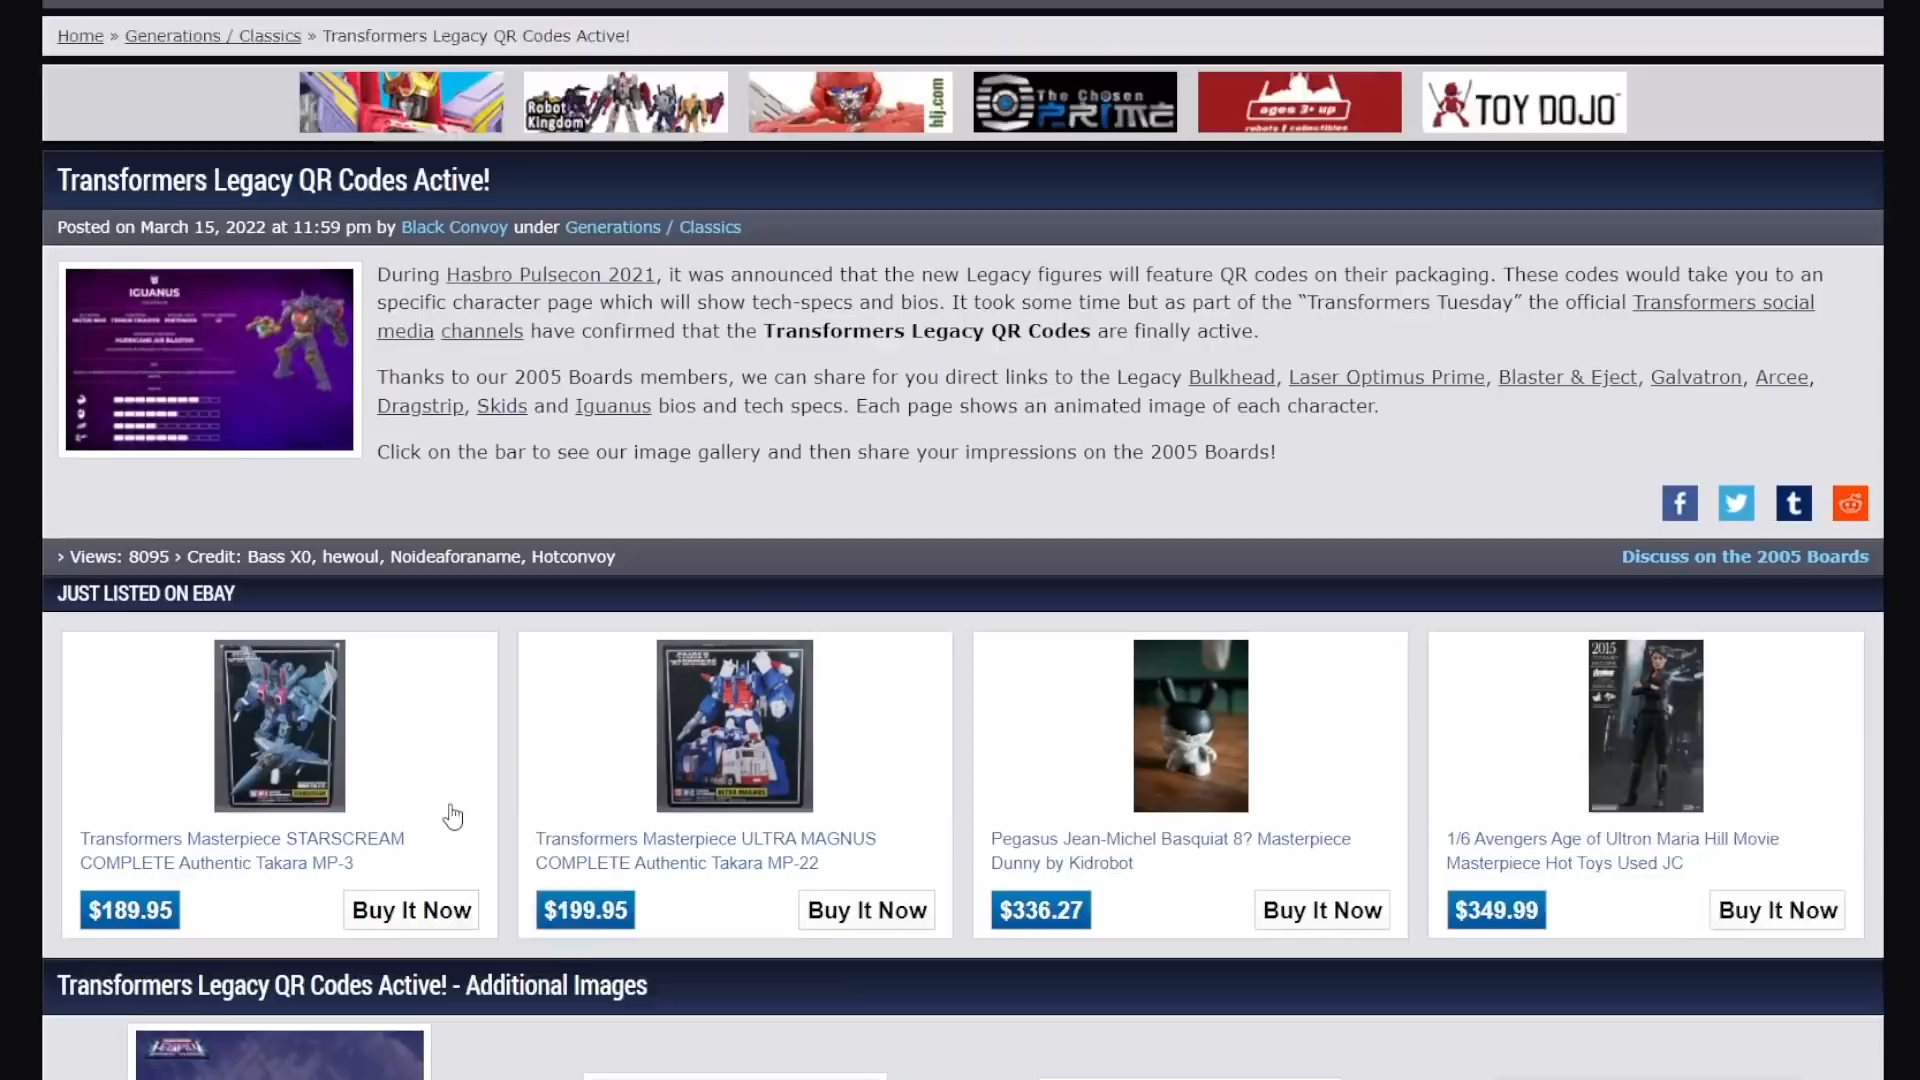 Home » Generations / Classics » Transformers Legacy QR Codes Active!
Robot Kingdom
hlj.com
The Chosen PRIME
ages 3+ up
robots & collectibles
TOY DOJO
Transformers Legacy QR Codes Active!
Posted on March 15, 2022 at 11:59 pm by Black Convoy under Generations / Classics
IGUANUS
HURRICANE AIR BLASTER
During Hasbro Pulsecon 2021, it was announced that the new Legacy figures will feature QR codes on their packaging. These codes would take you to an
specific character page which will show tech-specs and bios. It took some time but as part of the “Transformers Tuesday” the official Transformers social
media channels have confirmed that the Transformers Legacy QR Codes are finally active.
Thanks to our 2005 Boards members, we can share for you direct links to the Legacy Bulkhead, Laser Optimus Prime, Blaster & Eject, Galvatron, Arcee,
Dragstrip, Skids and Iguanus bios and tech specs. Each page shows an animated image of each character.
Click on the bar to see our image gallery and then share your impressions on the 2005 Boards!
› Views: 8095 › Credit: Bass X0, hewoul, Noideaforaname, Hotconvoy
Discuss on the 2005 Boards
JUST LISTED ON EBAY
ULTRA MAGNUS
2015
Transformers Masterpiece STARSCREAM
COMPLETE Authentic Takara MP-3
$189.95
Buy It Now
Transformers Masterpiece ULTRA MAGNUS
COMPLETE Authentic Takara MP-22
$199.95
Buy It Now
Pegasus Jean-Michel Basquiat 8? Masterpiece
Dunny by Kidrobot
$336.27
Buy It Now
1/6 Avengers Age of Ultron Maria Hill Movie
Masterpiece Hot Toys Used JC
$349.99
Buy It Now
Transformers Legacy QR Codes Active! - Additional Images